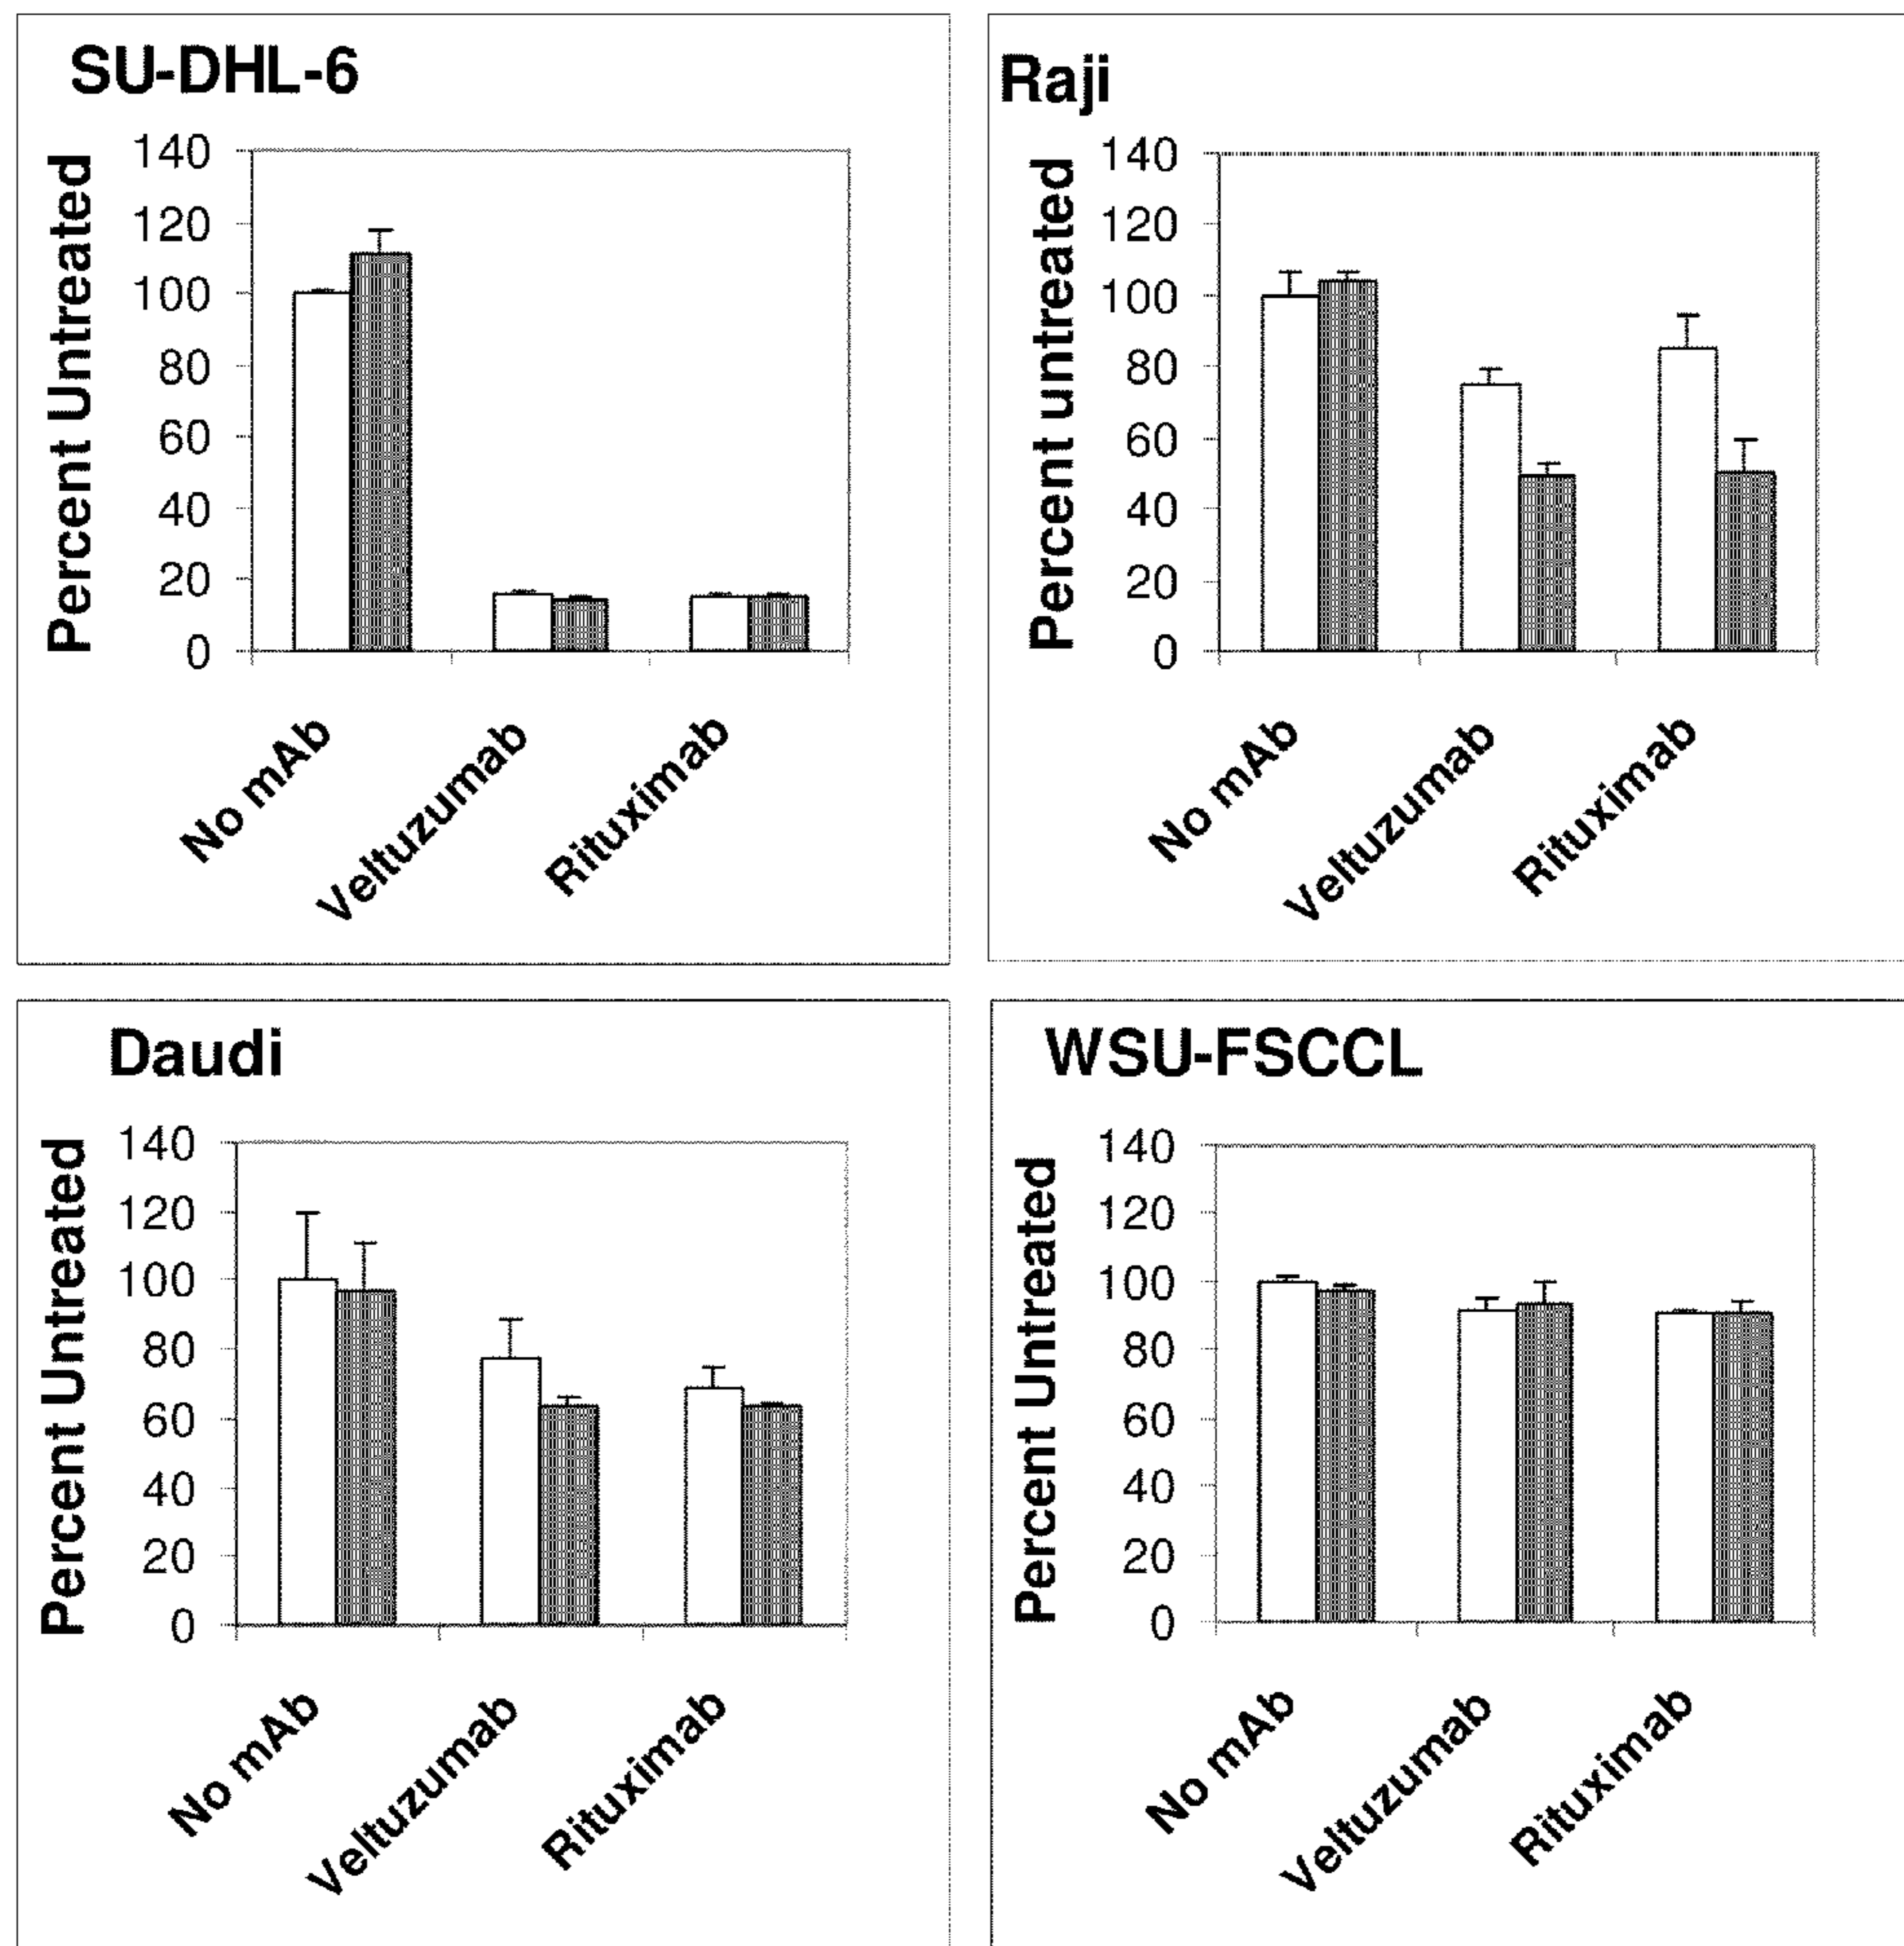 SU-DHL-6
Percent Untreated
140
120
100
80
60
40
20
0
No mAb
Veltuzumab
Rituximab
Raji
Percent untreated
140
120
100
80
60
40
20
0
No mAb
Veltuzumab
Rituximab
Daudi
Percent Untreated
140
120
100
80
60
40
20
0
No mAb
Veltuzumab
Rituximab
WSU-FSCCL
Percent Untreated
140
120
100
80
60
40
20
0
No mAb
Veltuzumab
Rituximab